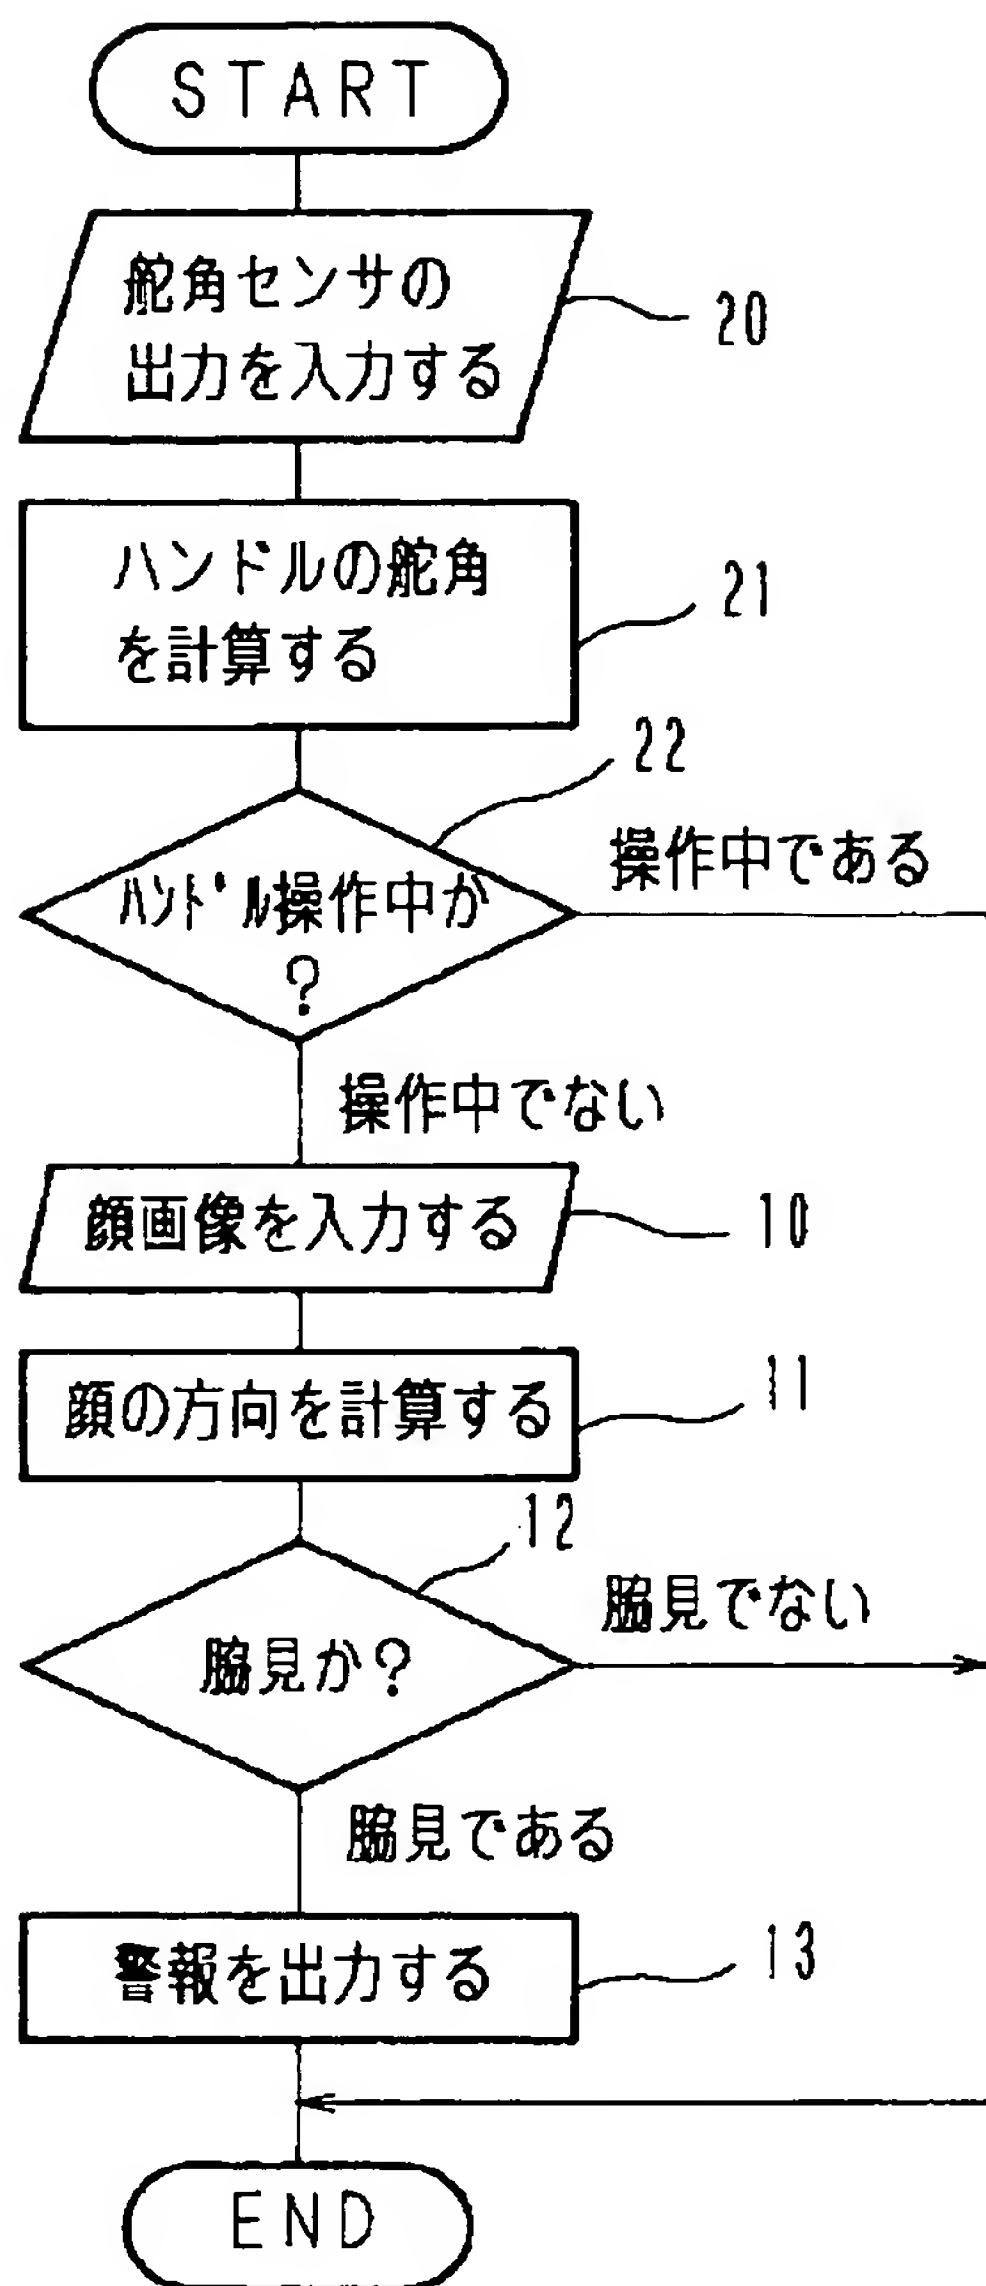 START
舵角センサの
出力を入力する
20
ハンドルの舵角
を計算する
21
22
ﾊﾝﾄﾞﾙ操作中か
?
操作中である
操作中でない
顔画像を入力する
10
顔の方向を計算する
11
12
脇見か?
脇見でない
脇見である
警報を出力する
13
END